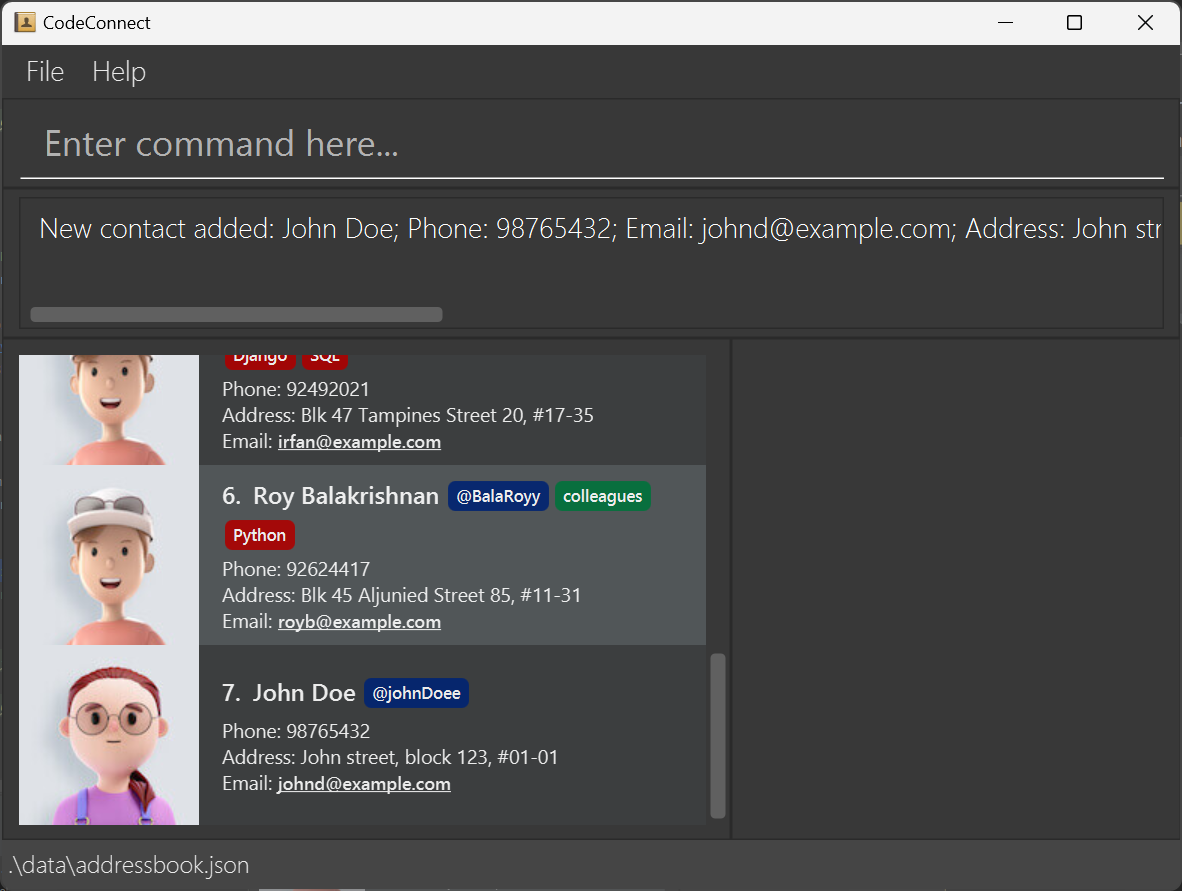 CodeConnect
File Help
Enter command here...
New contact added: John Doe; Phone: 98765432; Email: johnd@example.com; Address: John str
Django SQL
Phone: 92492021
Address: Blk 47 Tampines Street 20, #17-35
Email: irfan@example.com
6. Roy Balakrishnan @BalaRoyy colleagues
Python
Phone: 92624417
Address: Blk 45 Aljunied Street 85, #11-31
Email: royb@example.com
7. John Doe @johnDoee
Phone: 98765432
Address: John street, block 123, #01-01
Email: johnd@example.com
.\data\addressbook.json